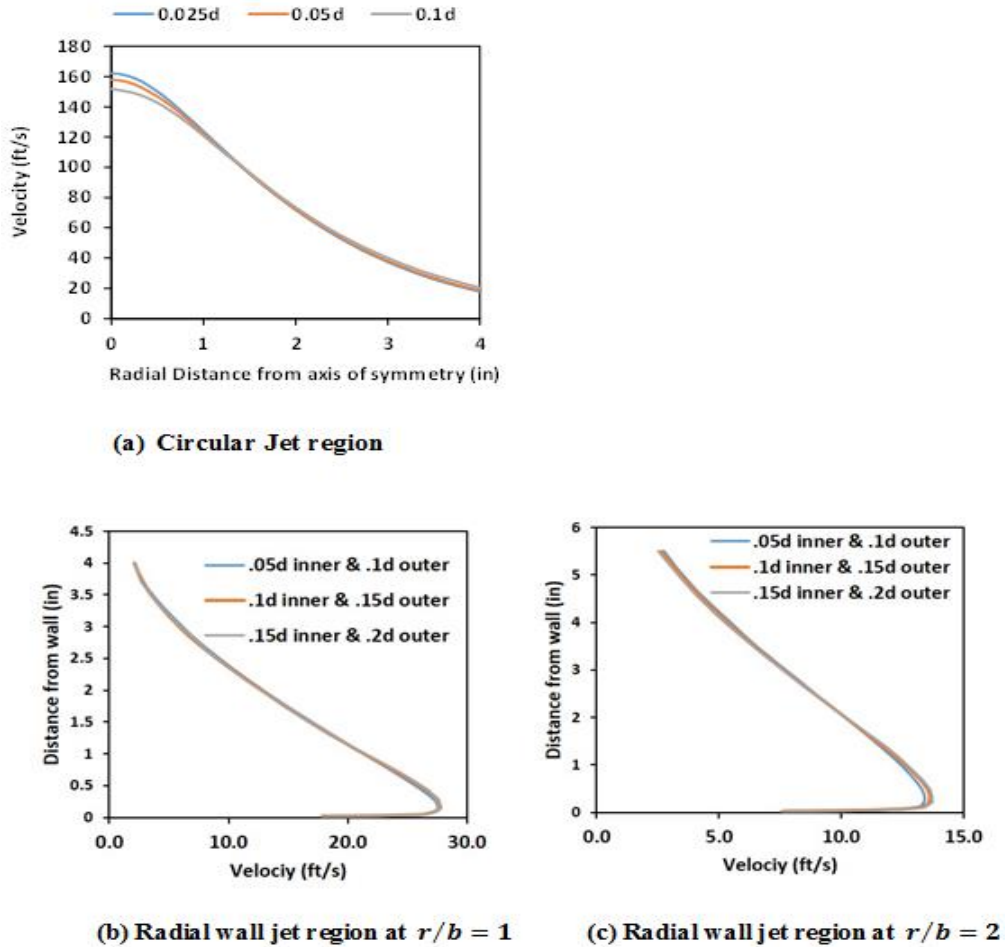 0.025d 0.05d 0.1d
180
160
140
120
100
80
60
40
20
0
Velocity (ft/s)
0 1 2 3 4
Radial Distance from axis of symmetry (in)
(a) Circular Jet region
4.5
4
3.5
3
2.5
2
1.5
1
0.5
0
Distance from wall (in)
.05d inner & .1d outer
.1d inner & .15d outer
.15d inner & .2d outer
0.0 10.0 20.0 30.0
Velociy (ft/s)
(b) Radial wall jet region at r/b = 1
6
5
4
3
2
1
0
Distance from wall (in)
.05d inner & .1d outer
.1d inner & .15d outer
.15d inner & .2d outer
0.0 5.0 10.0 15.0
Velociy (ft/s)
(c) Radial wall jet region at r/b = 2